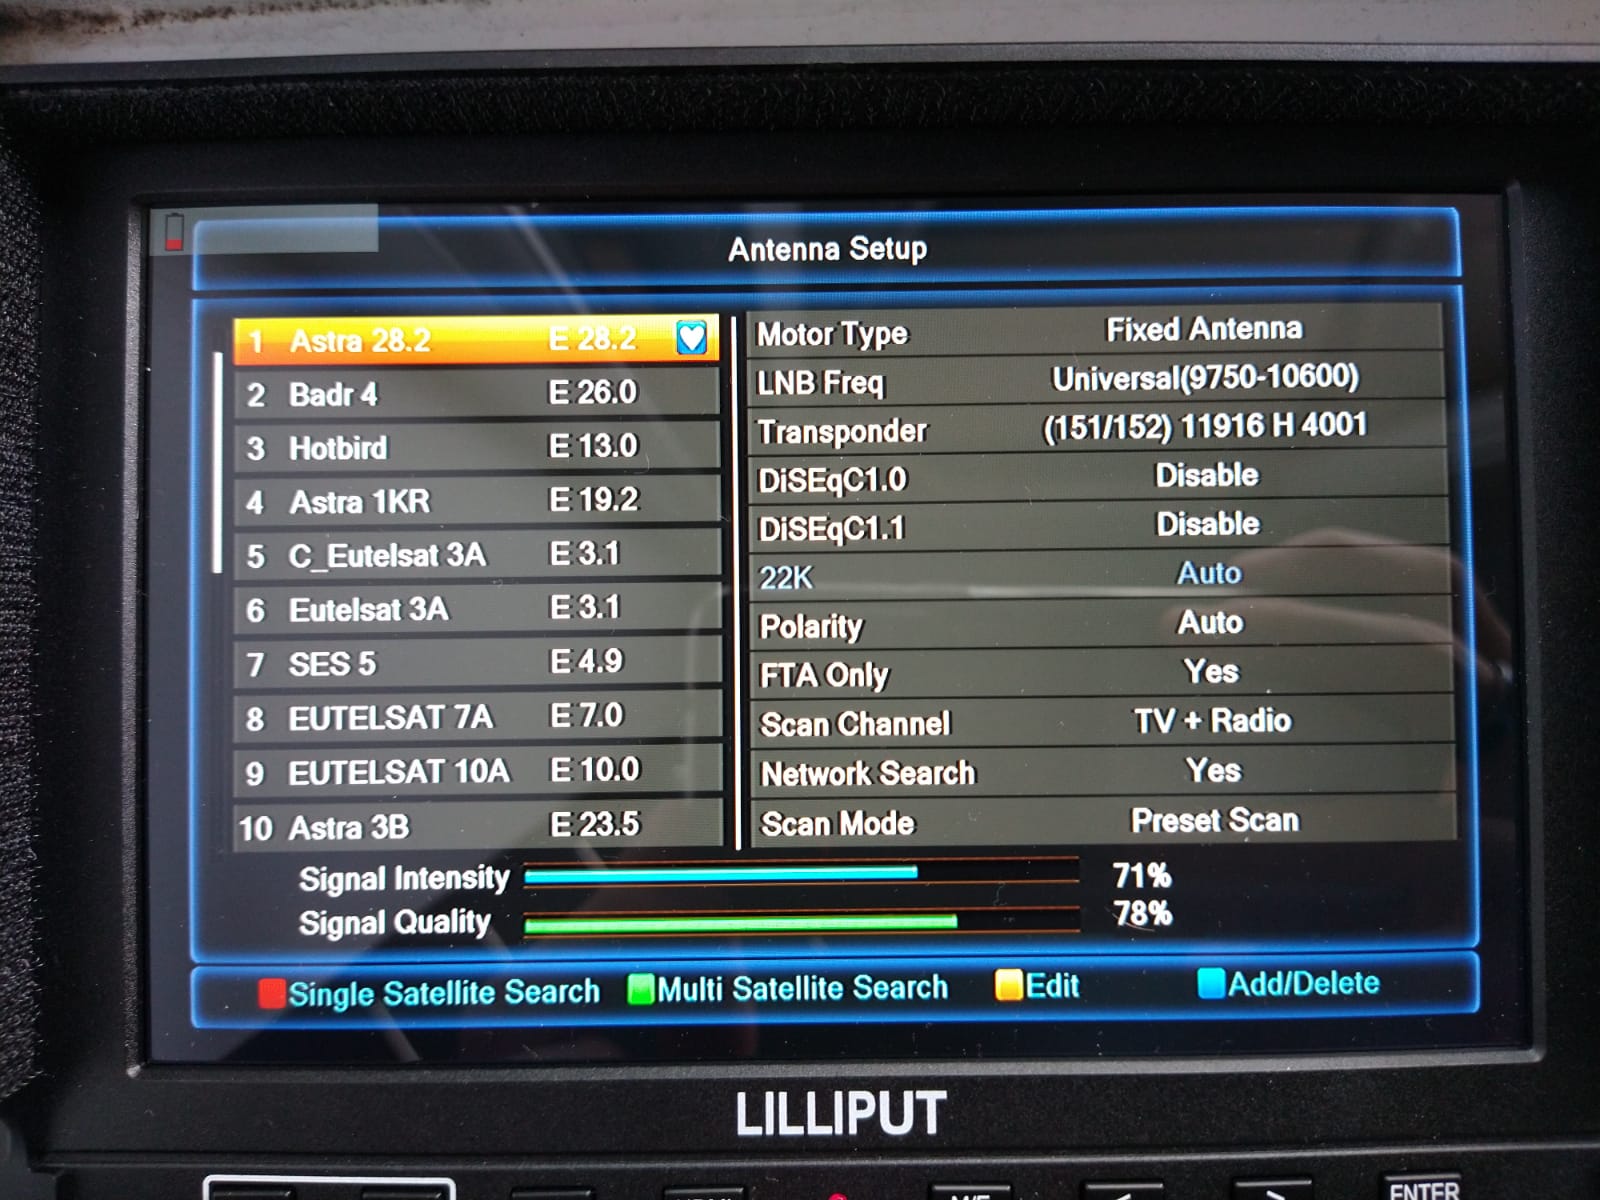 Antenna Setup
1 Astra 28.2 E 28.2
2 Badr 4 E 26.0
3 Hotbird E 13.0
4 Astra 1KR E 19.2
5 C_Eutelsat 3A E 3.1
6 Eutelsat 3A E 3.1
7 SES 5 E 4.9
8 EUTELSAT 7A E 7.0
9 EUTELSAT 10A E 10.0
10 Astra 3B E 23.5
Motor Type Fixed Antenna
LNB Freq Universal(9750-10600)
Transponder (151/152) 11916 H 4001
DiSEqC1.0 Disable
DiSEqC1.1 Disable
22K Auto
Polarity Auto
FTA Only Yes
Scan Channel TV + Radio
Network Search Yes
Scan Mode Preset Scan
Signal Intensity 71%
Signal Quality 78%
Single Satellite Search Multi Satellite Search Edit Add/Delete
LILLIPUT
< > ENTER